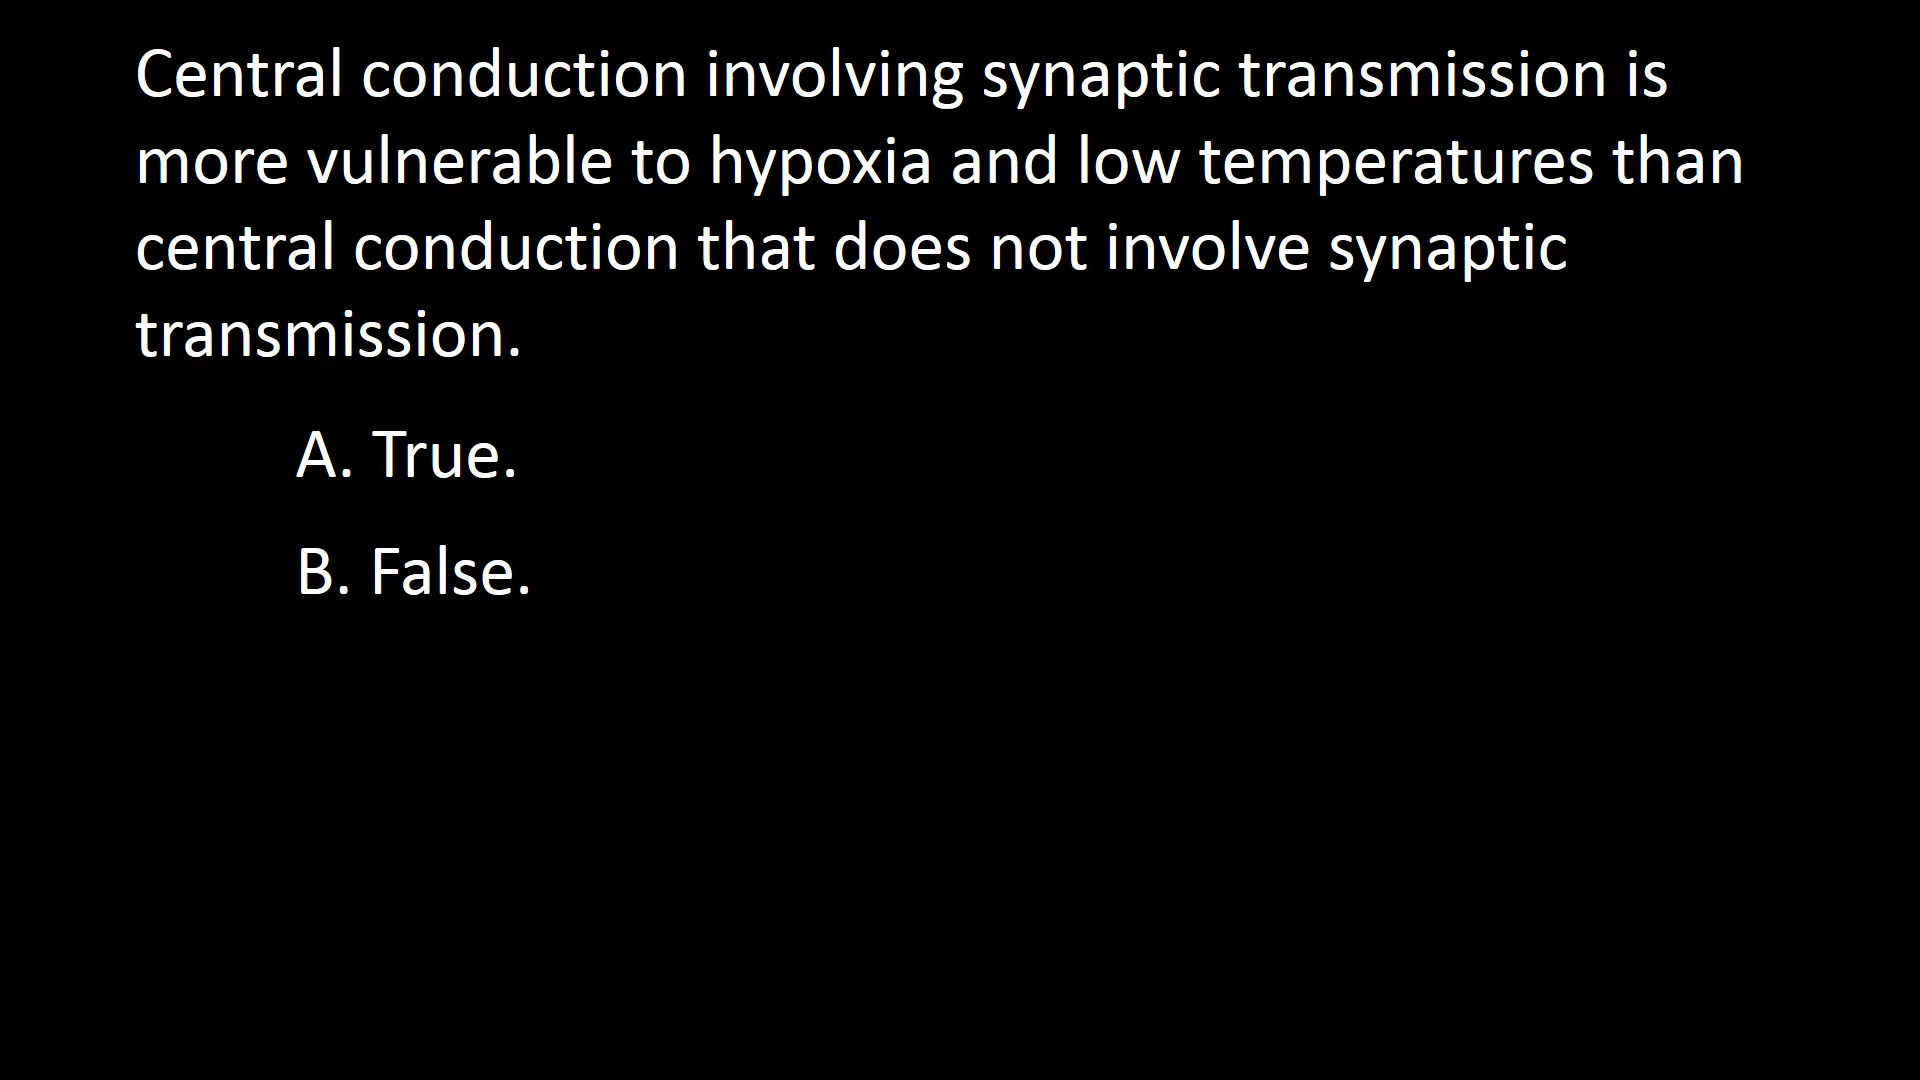 Central conduction involving synaptic transmission is
more vulnerable to hypoxia and low temperatures than
central conduction that does not involve synaptic
transmission.
A. True.
B. False.